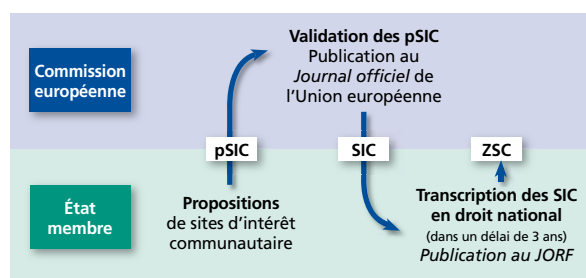 Commission
européenne
Validation des pSIC
Publication au
Journal officiel de
l'Union européenne
pSIC
SIC
ZSC
État
membre
Propositions
de sites d'intérêt
communautaire
Transcription des SIC
en droit national
(dans un délai de 3 ans)
Publication au JORF